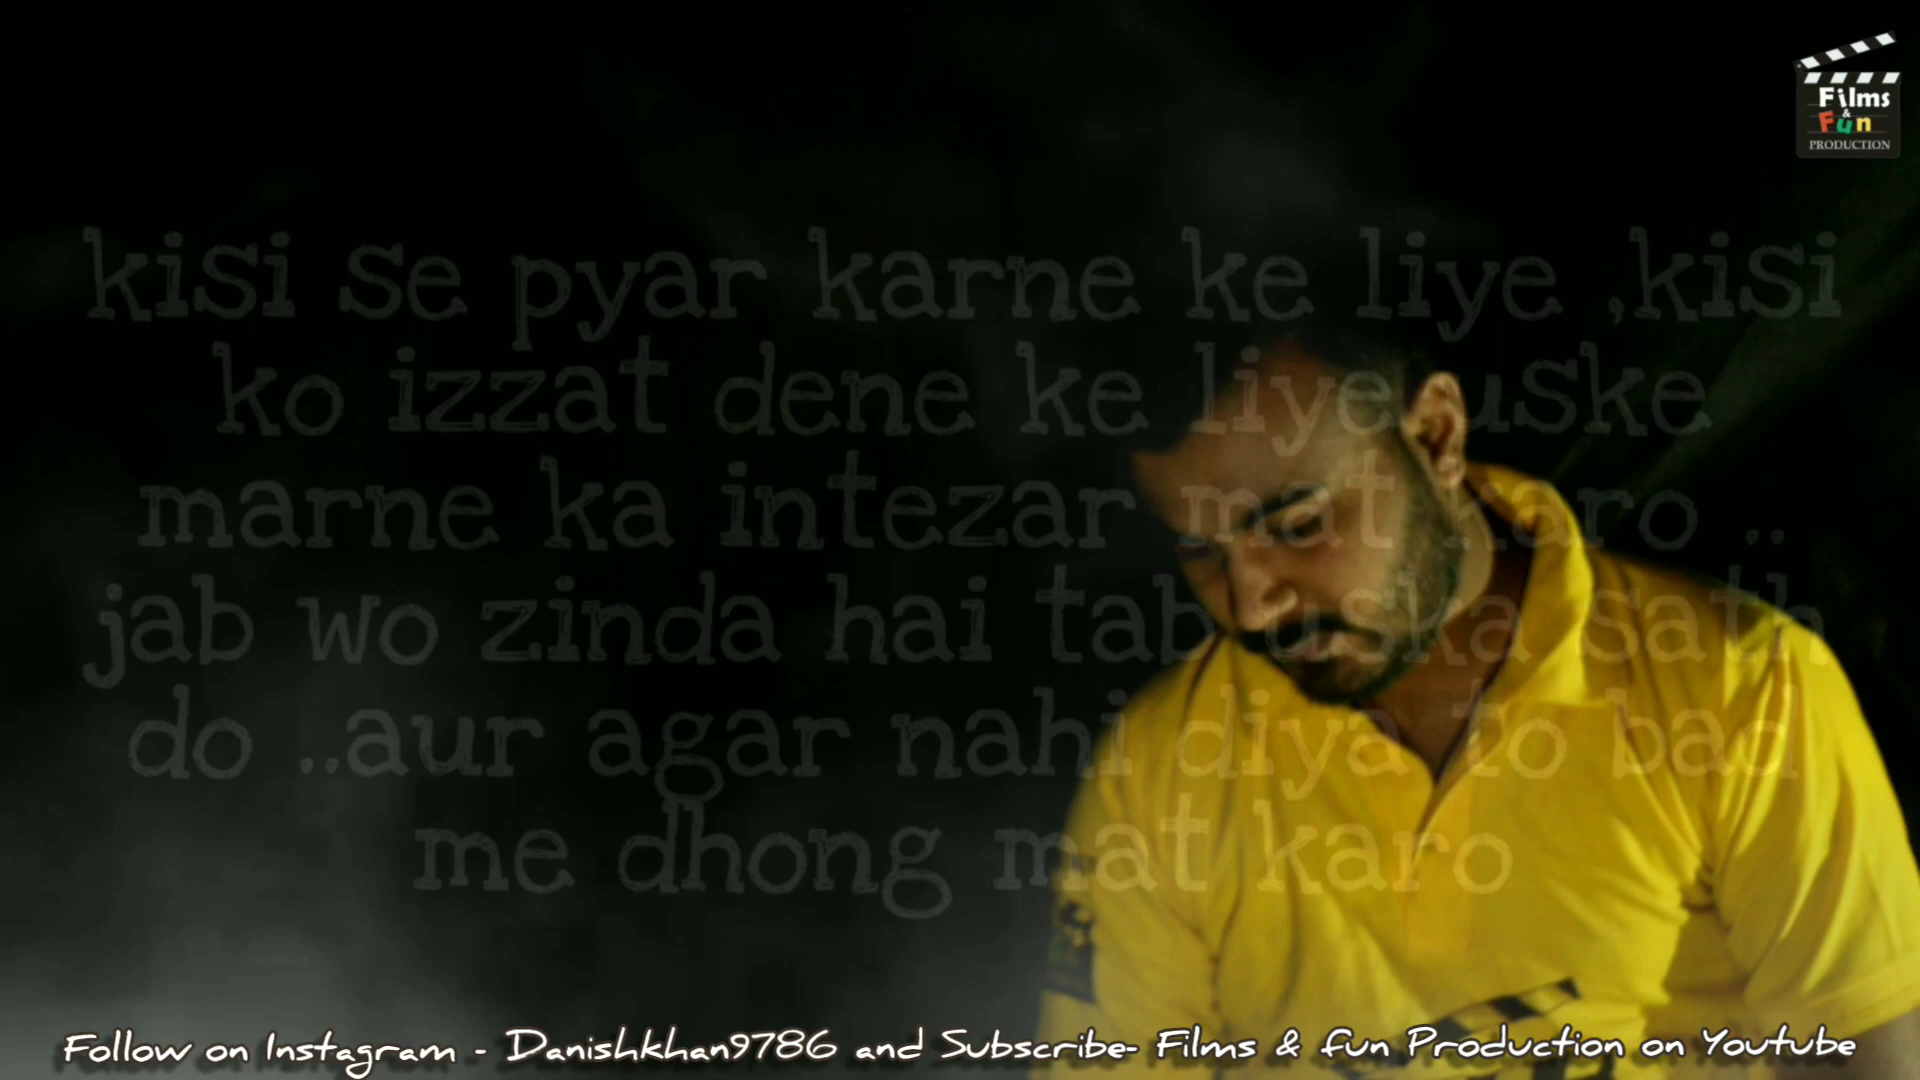 Films
&
Fun
PRODUCTION
kisi se pyar karne ke liye ,kisi
ko izzat dene ke liye uske
marne ka intezar mat karo ..
jab wo zinda hai tab uska sath
do ..aur agar nahi diya to bad
me dhong mat karo
Follow on Instagram - Danishkhan9786 and Subscribe- Films & fun Production on Youtube